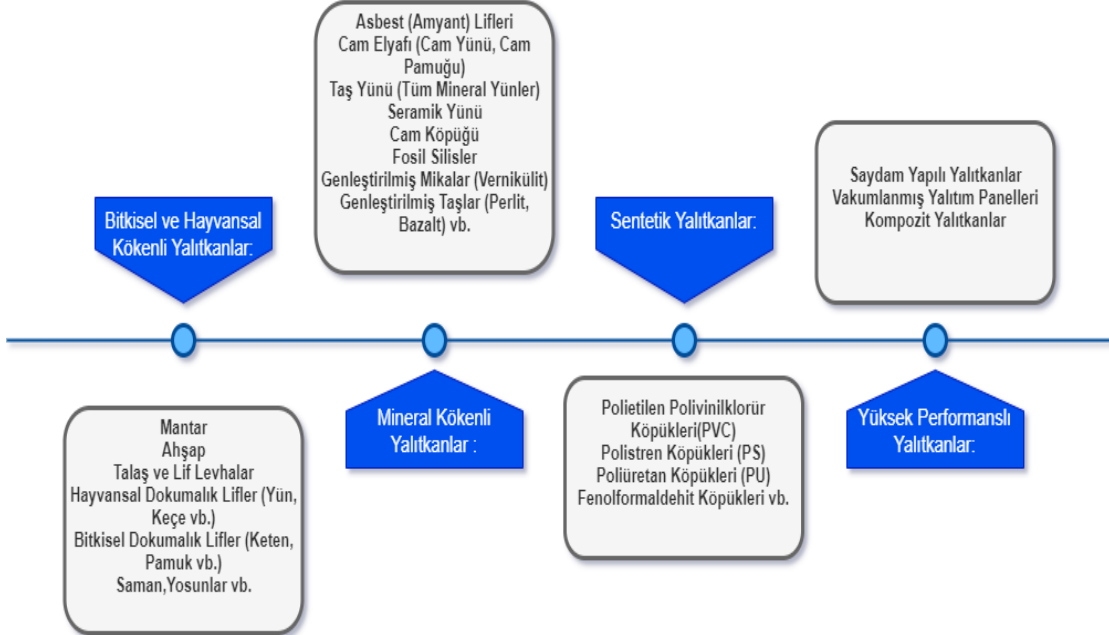 Bitkisel ve Hayvansal
Kökenli Yalıtkanlar:
Mantar
Ahşap
Talaş ve Lif Levhalar
Hayvansal Dokumalık Lifler (Yün,
Keçe vb.)
Bitkisel Dokumalık Lifler (Keten,
Pamuk vb.)
Saman,Yosunlar vb.
Asbest (Amyant) Lifleri
Cam Elyafı (Cam Yünü, Cam
Pamuğu)
Taş Yünü (Tüm Mineral Yünler)
Seramik Yünü
Cam Köpüğü
Fosil Silisler
Genleştirilmiş Mikalar (Vernikülit)
Genleştirilmiş Taşlar (Perlit,
Bazalt) vb.
Mineral Kökenli
Yalıtkanlar :
Sentetik Yalıtkanlar:
Polietilen Polivinilklorür
Köpükleri(PVC)
Polistren Köpükleri (PS)
Poliüretan Köpükleri (PU)
Fenolformaldehit Köpükleri vb.
Saydam Yapılı Yalıtkanlar
Vakumlanmış Yalıtım Panelleri
Kompozit Yalıtkanlar
Yüksek Performanslı
Yalıtkanlar: